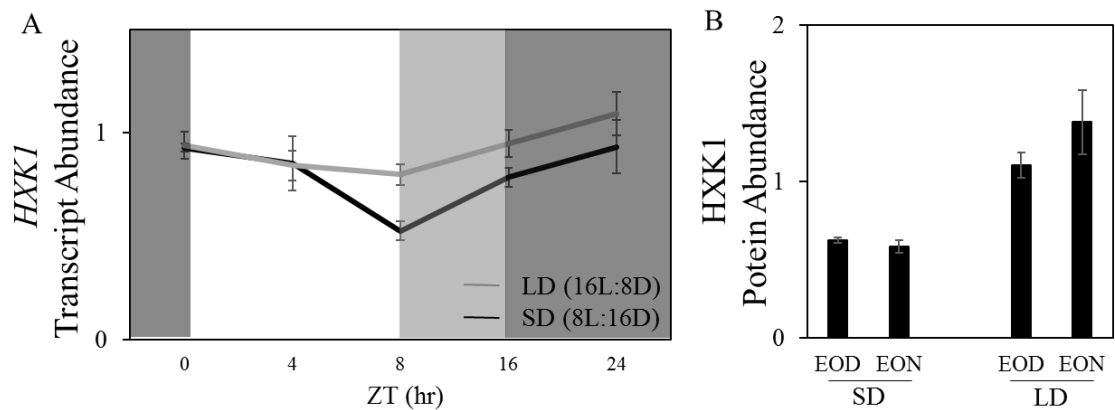 A
HXK1
Transcript Abundance
1
0
0 4 8 16 24
ZT (hr)
LD (16L:8D)
SD (8L:16D)
B
HXK1
Potein Abundance
2
1
0
EOD EON EOD EON
SD LD